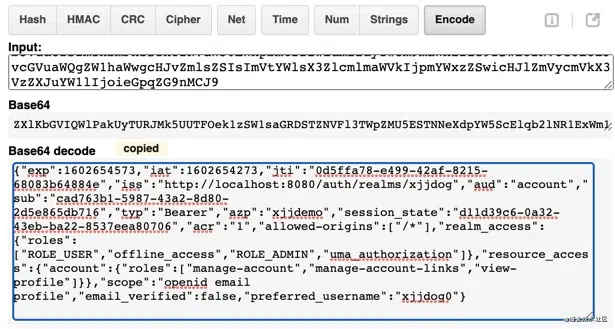 Hash HMAC CRC Cipher Net Time Num Strings Encode
Input:
vcGVuaWQgZW1haWwgcHJvZmlsZSIsImVtYWlsX3ZlcmlmaWVkIjpmYWxzZSwicHJlZmVycmVkX3
VzZXJuYW1lIjoieGpqZG9nMCJ9
Base64
Base64 decode
copied
{"exp":1602654573,"iat":1602654273,"jti":"0d5ffa78-e499-42af-8215-
68083b64884e","iss":"http://localhost:8080/auth/realms/xjjdog","aud":"account","
sub":"cad763b1-5987-43a2-8d80-
2d5e865db716","typ":"Bearer","azp":"xjjdemo","session_state":"d11d39c6-0a32-
43eb-ba22-8537eea80706","acr":"1","allowed-origins":["/*"],"realm_access":
{"roles":
["ROLE_USER","offline_access","ROLE_ADMIN","uma_authorization"]},"resource_acces
s":{"account":{"roles":["manage-account","manage-account-links","view-
profile"]}},"scope":"openid email
profile","email_verified":false,"preferred_username":"xjjdog0"}